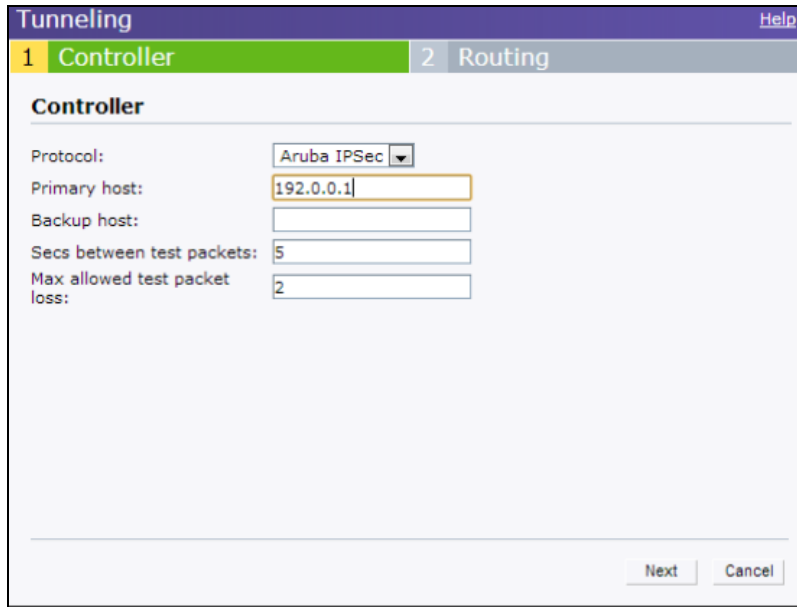 Tunneling
Help
1 Controller
2 Routing
Controller
Protocol: Aruba IPSec
Primary host: 192.0.0.1
Backup host:
Secs between test packets: 5
Max allowed test packet
loss: 2
Next Cancel